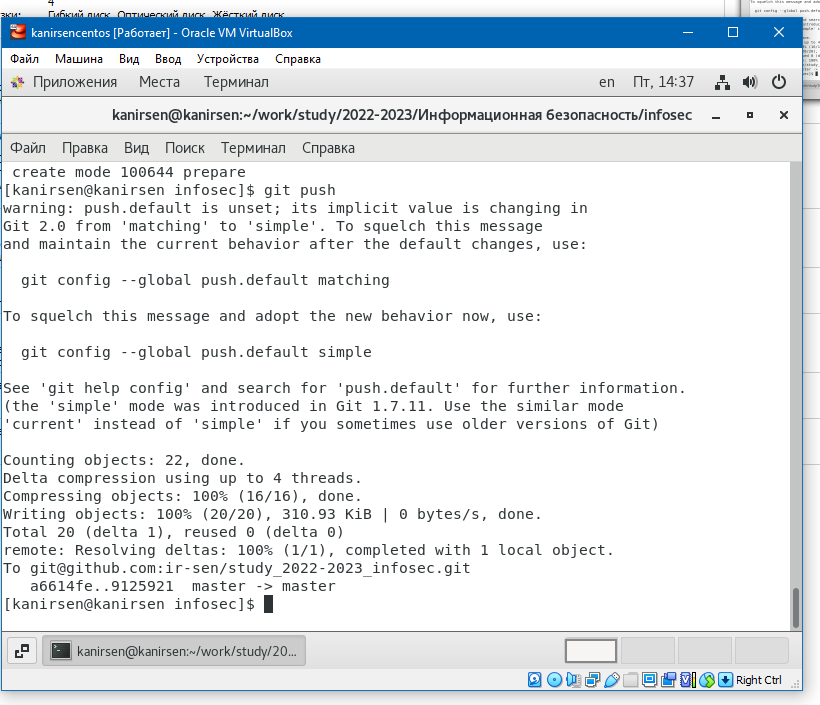 4
Гибкий диск, Оптический диск, Жёсткий диск
kanirsencentos [Работает] - Oracle VM VirtualBox
Файл Машина Вид Ввод Устройства Справка
Приложения Места Терминал en Пт, 14:37
kanirsen@kanirsen:~/work/study/2022-2023/Информационная безопасность/infosec
Файл Правка Вид Поиск Терминал Справка
create mode 100644 prepare
[kanirsen@kanirsen infosec]$ git push
warning: push.default is unset; its implicit value is changing in
Git 2.0 from 'matching' to 'simple'. To squelch this message
and maintain the current behavior after the default changes, use:
git config --global push.default matching
To squelch this message and adopt the new behavior now, use:
git config --global push.default simple
See 'git help config' and search for 'push.default' for further information.
(the 'simple' mode was introduced in Git 1.7.11. Use the similar mode
'current' instead of 'simple' if you sometimes use older versions of Git)
Counting objects: 22, done.
Delta compression using up to 4 threads.
Compressing objects: 100% (16/16), done.
Writing objects: 100% (20/20), 310.93 KiB | 0 bytes/s, done.
Total 20 (delta 1), reused 0 (delta 0)
remote: Resolving deltas: 100% (1/1), completed with 1 local object.
To git@github.com:ir-sen/study_2022-2023_infosec.git
a6614fe..9125921 master -> master
[kanirsen@kanirsen infosec]$
kanirsen@kanirsen:~/work/study/20...
Right Ctrl